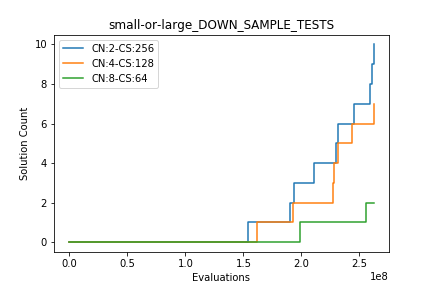 small-or-large_DOWN_SAMPLE_TESTS
CN:2-CS:256
CN:4-CS:128
CN:8-CS:64
Solution Count
10
8
6
4
2
0
0.0 0.5 1.0 1.5 2.0 2.5
1e8
Evaluations